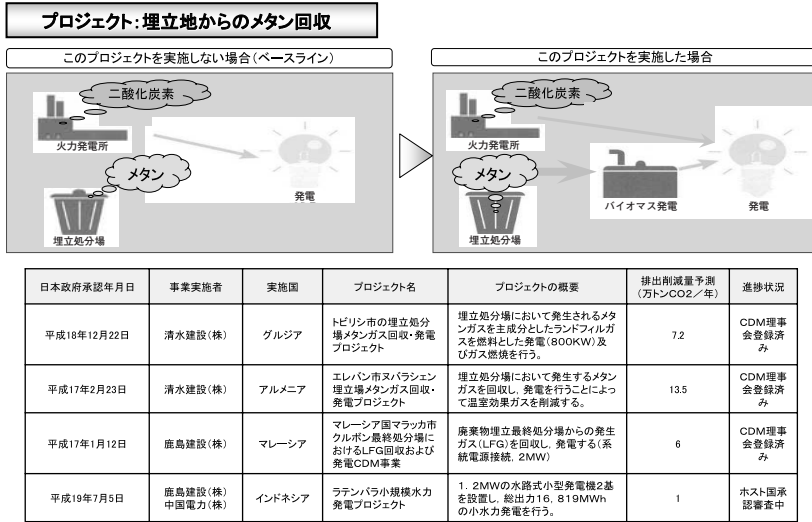 プロジェクト：埋立地からのメタン回収
このプロジェクトを実施しない場合（ベースライン）
二酸化炭素
火力発電所
メタン
埋立処分場
発電
このプロジェクトを実施した場合
二酸化炭素
火力発電所
メタン
埋立処分場
バイオマス発電
発電
日本政府承認年月日 事業実施者 実施国 プロジェクト名 プロジェクトの概要 排出削減量予測
（万トンCO2／年） 進捗状況
平成18年12月22日
清水建設（株）
グルジア
トビリシ市の埋立処分
場メタンガス回収・発電
プロジェクト
埋立処分場において発生されるメタ
ンガスを主成分としたランドフィルガ
スを燃料とした発電（800KW）及
びガス燃焼を行う。
7.2
CDM理事
会登録済
み
平成17年2月23日
清水建設（株）
アルメニア
エレバン市ヌバラシェン
埋立場メタンガス回収・
発電プロジェクト
埋立処分場において発生するメタン
ガスを回収し，発電を行うことによっ
て温室効果ガスを削減する。
13.5
CDM理事
会登録済
み
平成17年1月12日
鹿島建設（株）
マレーシア
マレーシア国マラッカ市
クルボン最終処分場に
おけるLFG回収および
発電CDM事業
廃棄物埋立最終処分場からの発生
ガス（LFG）を回収し，発電する（系
統電源接続，2MW）
6
CDM理事
会登録済
み
平成19年7月5日
鹿島建設（株）
中国電力（株）
インドネシア
ラテンバラ小規模水力
発電プロジェクト
1．2MWの水路式小型発電機2基
を設置し，総出力16，819MWh
の小水力発電を行う。
1
ホスト国承
認審査中